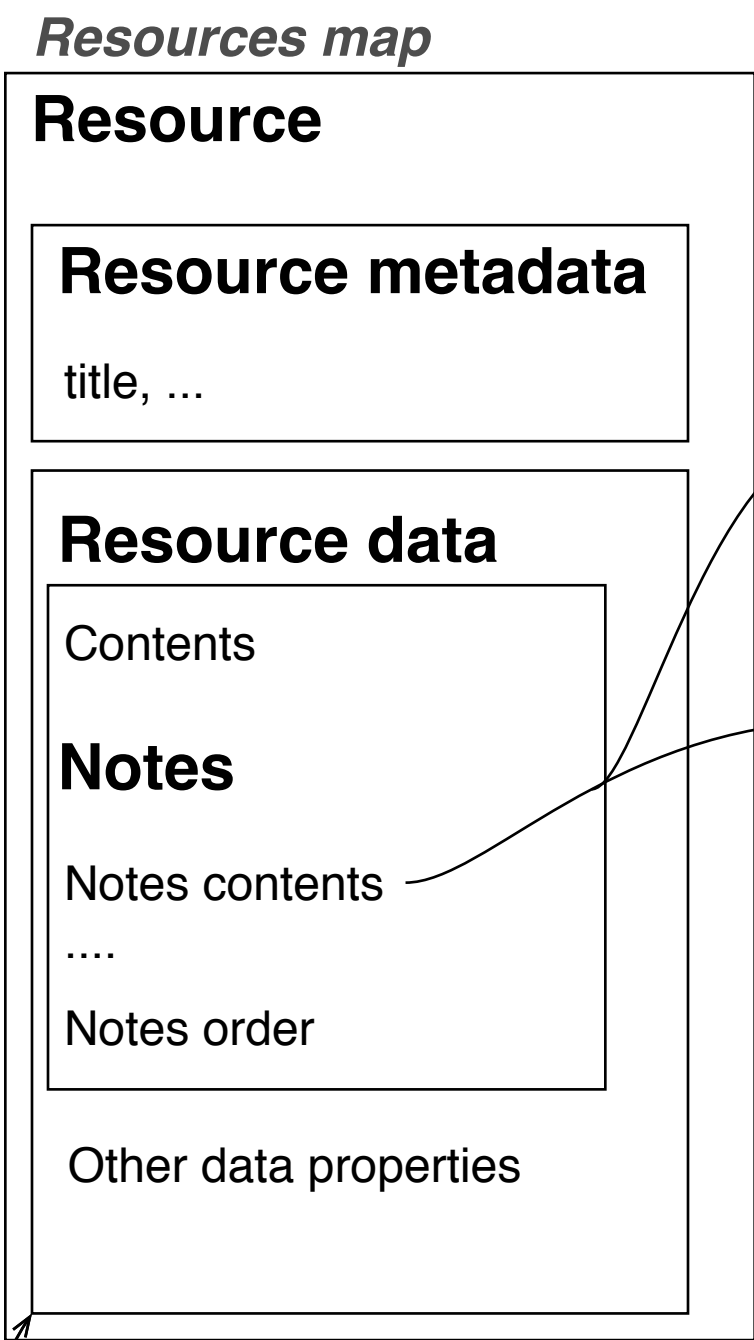 Resources map
Resource
Resource metadata
title, ...
Resource data
Contents
Notes
Notes contents
....
Notes order
Other data properties